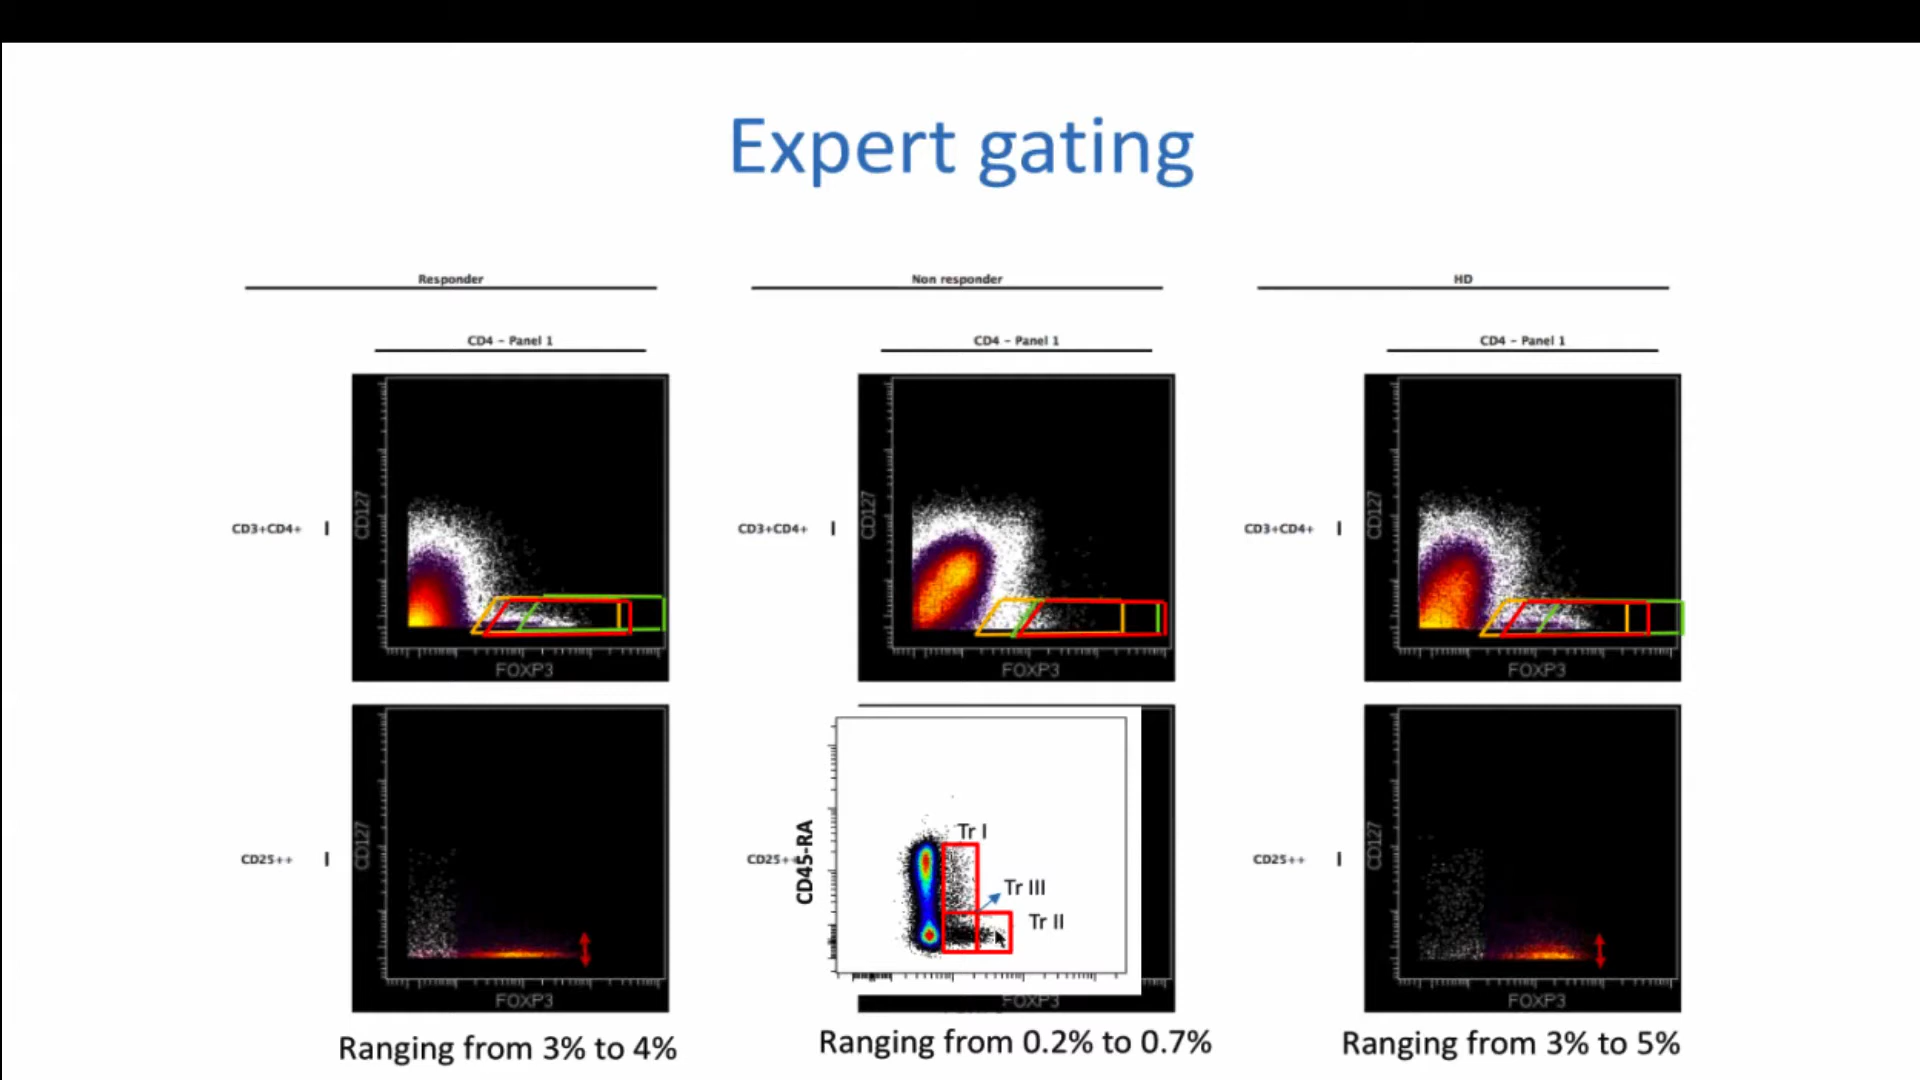 Expert gating
Responder
Non responder
HD
CD4 - Panel 1
CD4 - Panel 1
CD4 - Panel 1
CD3+CD4+ I CD127
CD3+CD4+ I CD127
CD3+CD4+ I CD127
FOXP3
FOXP3
FOXP3
CD25++ I CD127
CD25++ CD45-RA
Tr I
Tr III
Tr II
CD25++ I CD127
FOXP3
FOXP3
FOXP3
Ranging from 3% to 4%
Ranging from 0.2% to 0.7%
Ranging from 3% to 5%